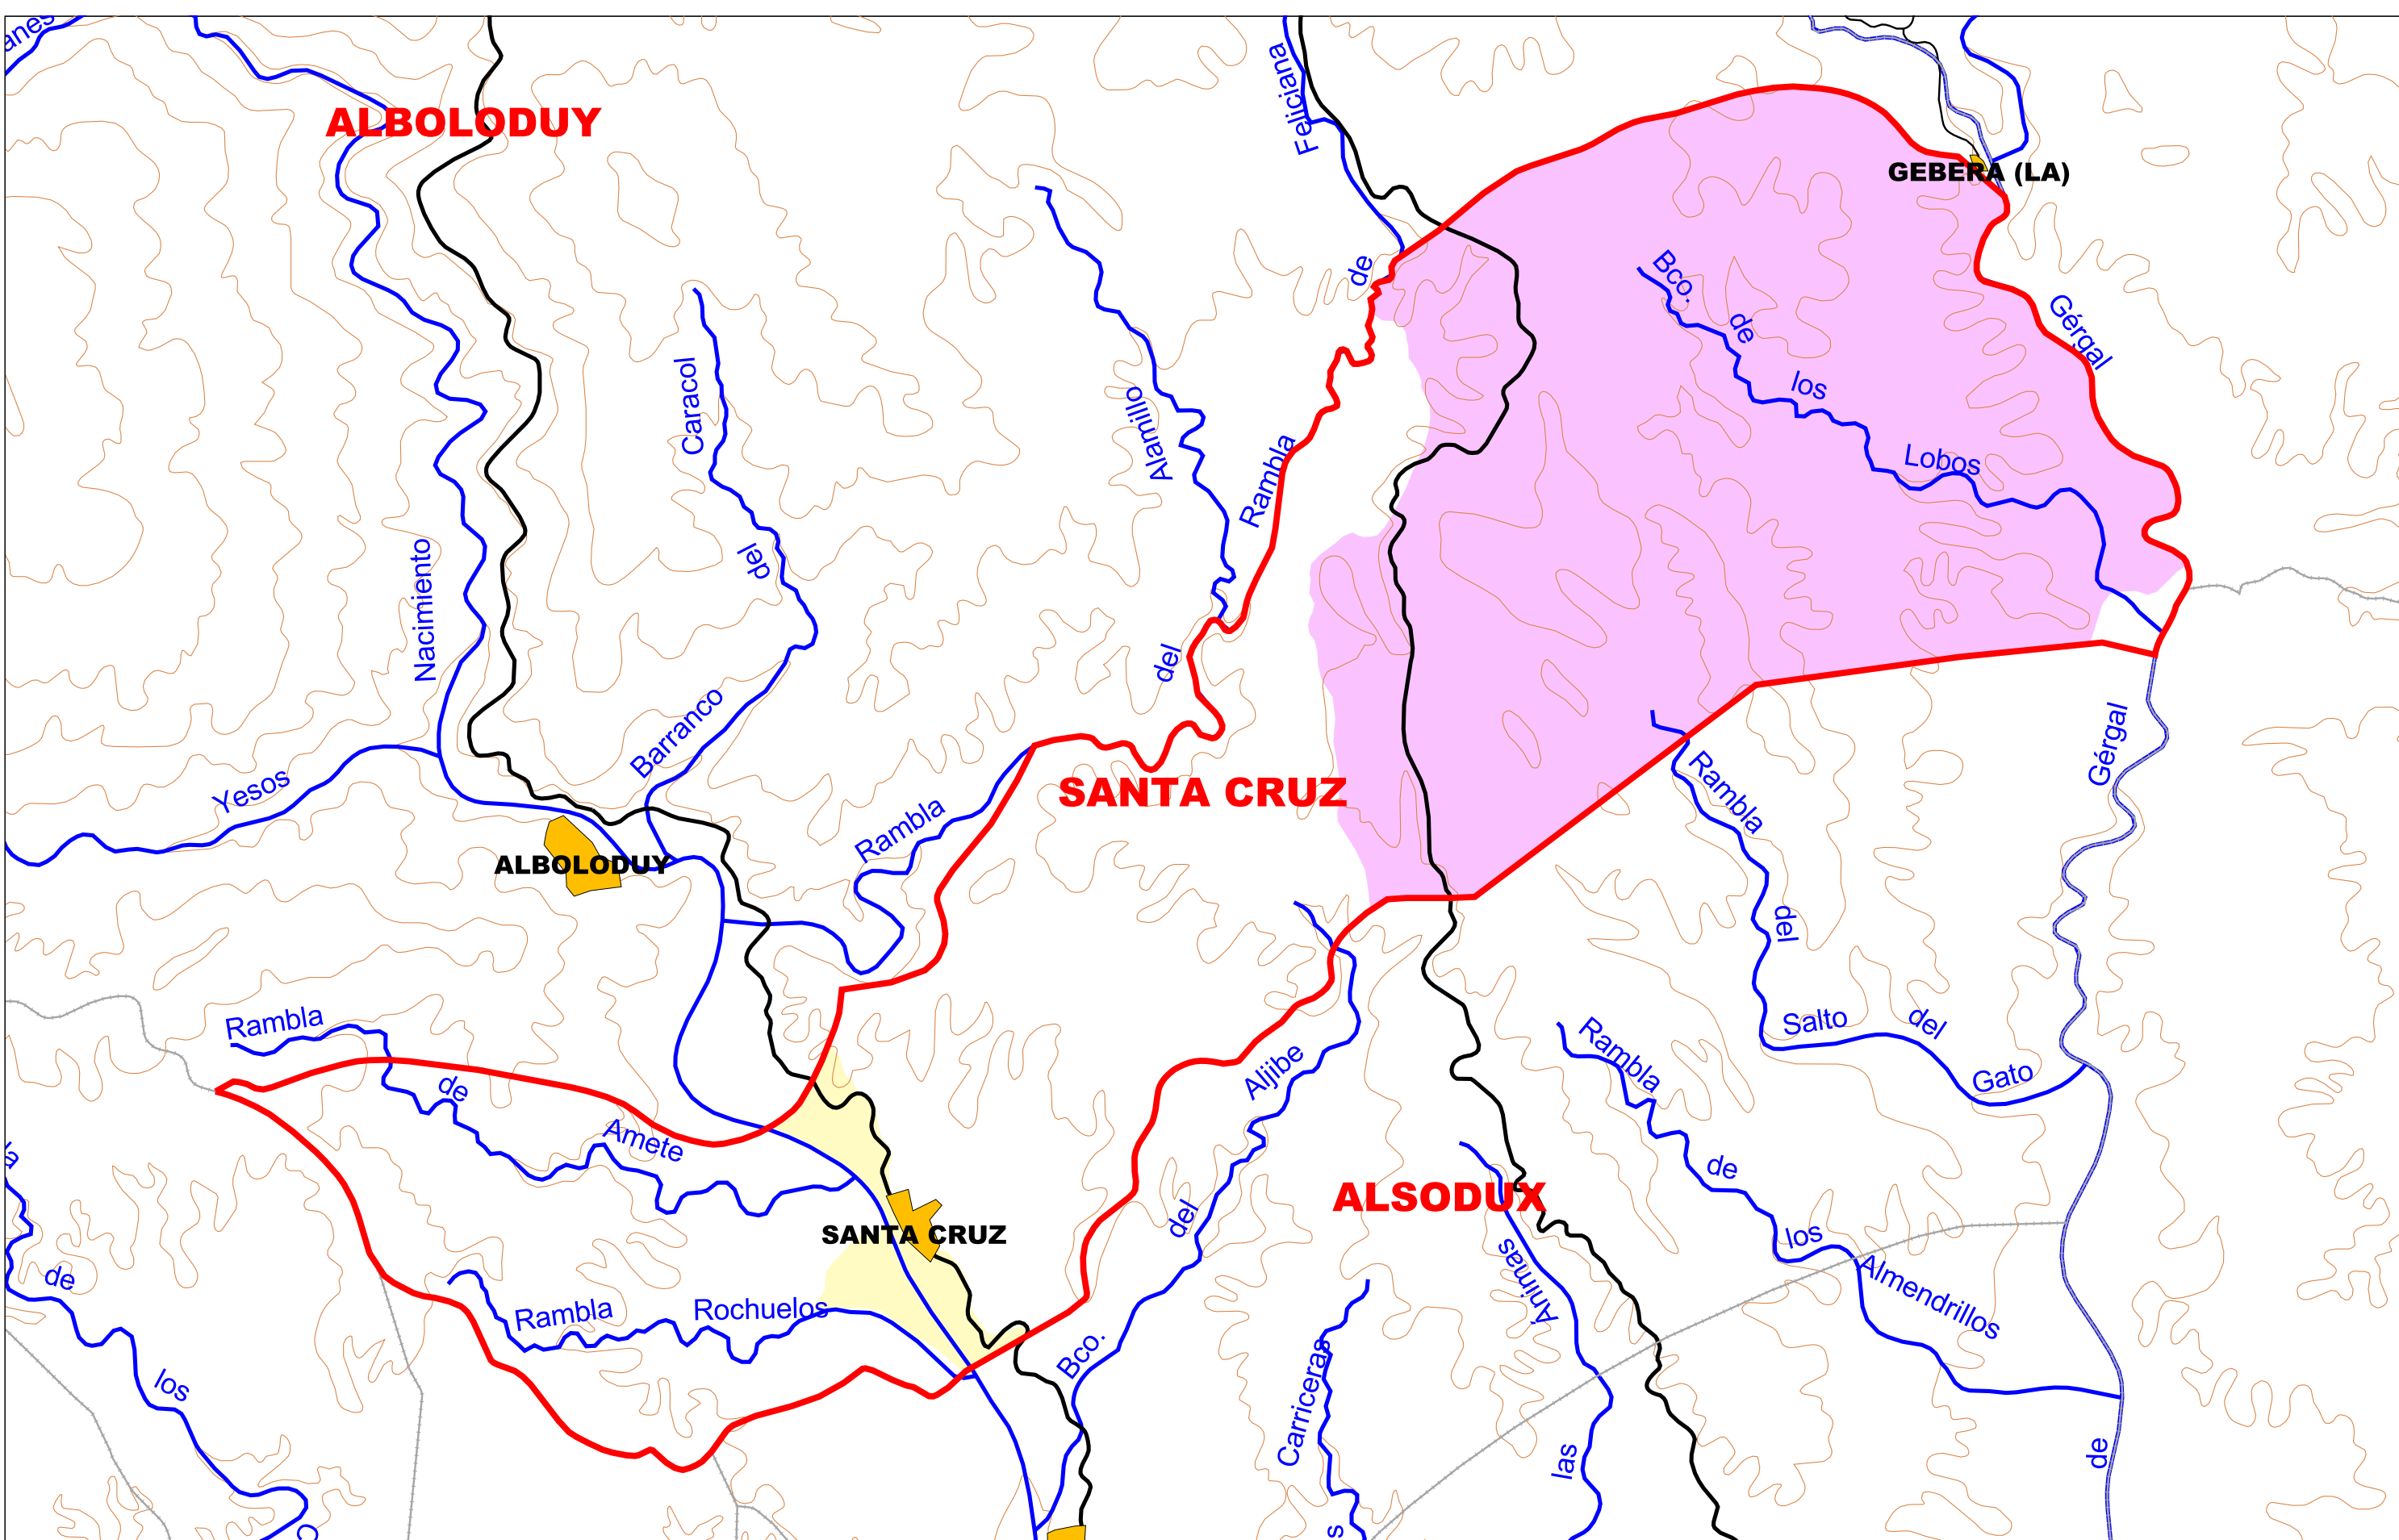 anes
ALBOLODUY
Feliciana
de
Rambla
GEBERA (LA)
Bco.
de
los
Lobos
Gérgal
Caracol
del
Barranco
Alamillo
del
Rambla
Nacimiento
Yesos
ALBOLODUY
SANTA CRUZ
Rambla
del
Salto
del
Gato
Gérgal
de
Rambla
de
Amete
SANTA CRUZ
Rambla
Rochuelos
Aljibe
del
Bco.
ALSODUX
Rambla
de
los
Almendrillos
Ánimas
las
Carriceras
s
de
los